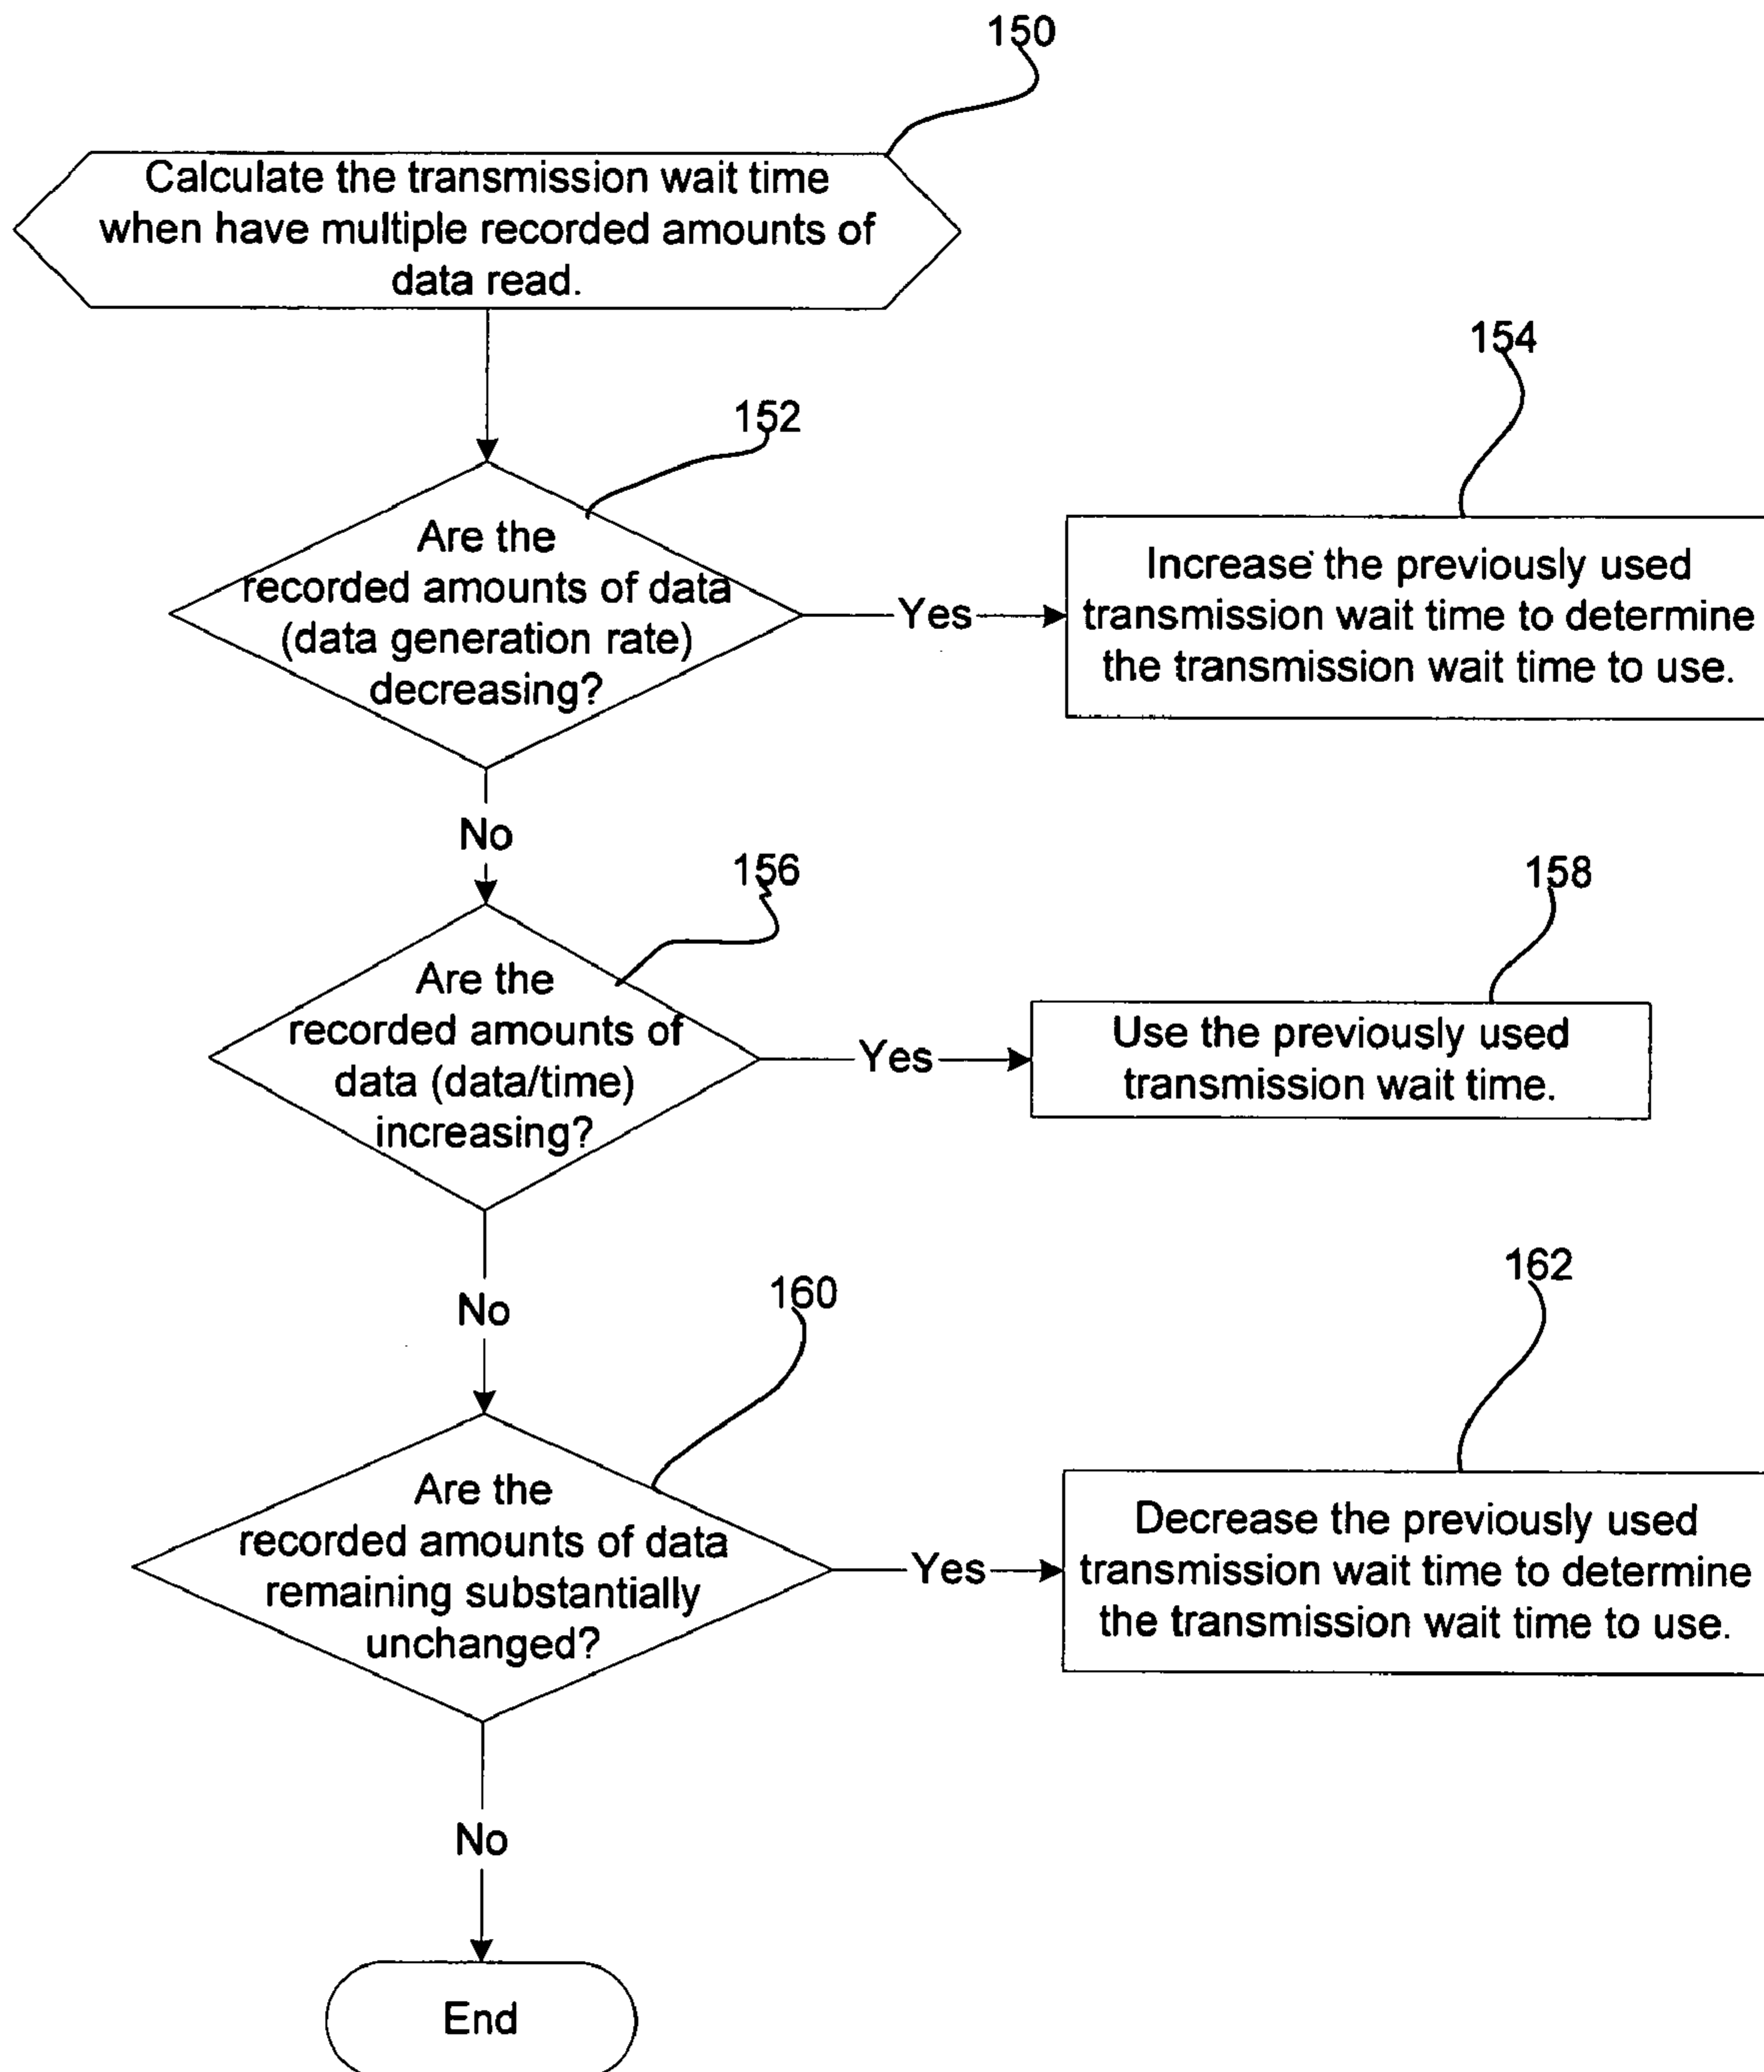 150
Calculate the transmission wait time
when have multiple recorded amounts of
data read.
152
Are the
recorded amounts of data
(data generation rate)
decreasing?
Yes
154
Increase the previously used
transmission wait time to determine
the transmission wait time to use.
No
156
Are the
recorded amounts of
data (data/time)
increasing?
Yes
158
Use the previously used
transmission wait time.
No
160
Are the
recorded amounts of data
remaining substantially
unchanged?
Yes
162
Decrease the previously used
transmission wait time to determine
the transmission wait time to use.
No
End